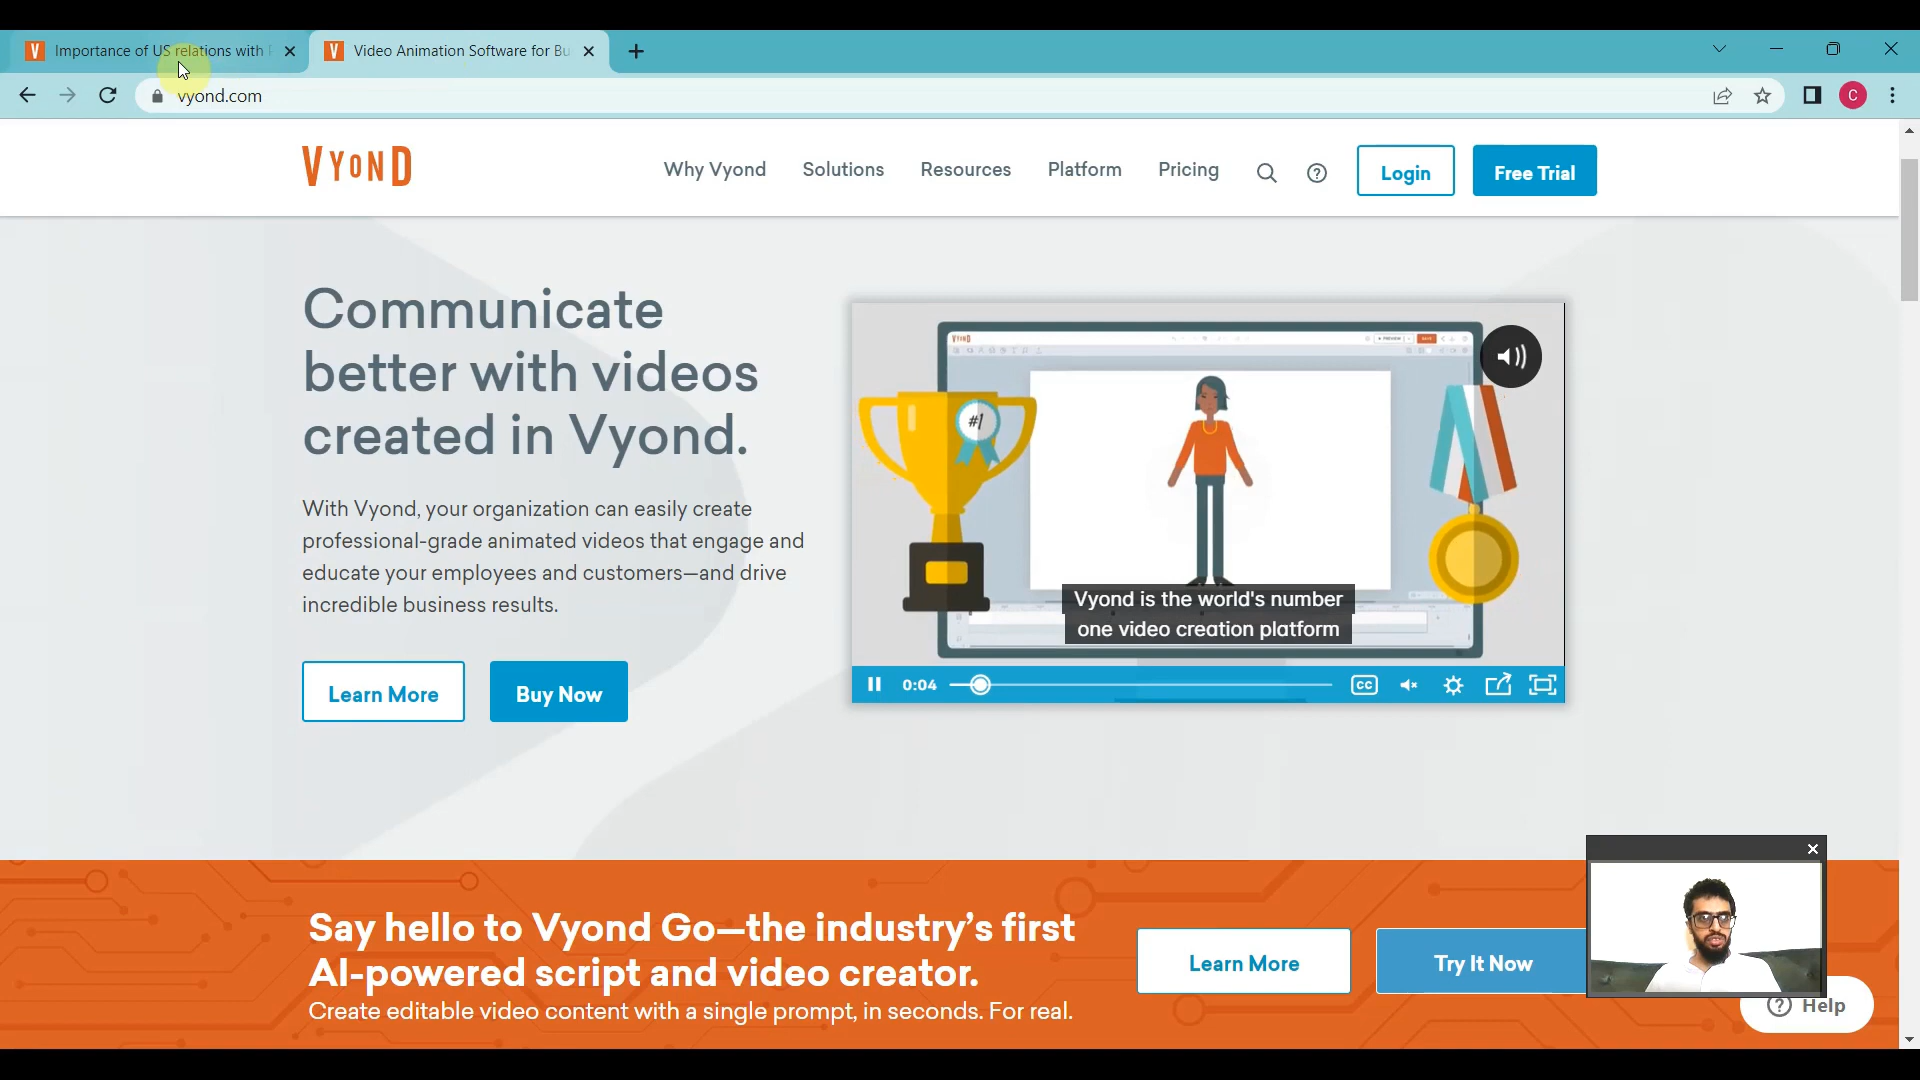 Importance of US relations with
Video Animation Software for Bu
vyond.com
C
VYOND
Why Vyond
Solutions
Resources
Platform
Pricing
Login
Free Trial
Communicate
better with videos
created in Vyond.
With Vyond, your organization can easily create
professional-grade animated videos that engage and
educate your employees and customers—and drive
incredible business results.
Learn More
Buy Now
VYOND
PREVIEW
#1
Vyond is the world's number
one video creation platform
0:04
CC
Say hello to Vyond Go—the industry’s first
AI-powered script and video creator.
Create editable video content with a single prompt, in seconds. For real.
Learn More
Try It Now
Help